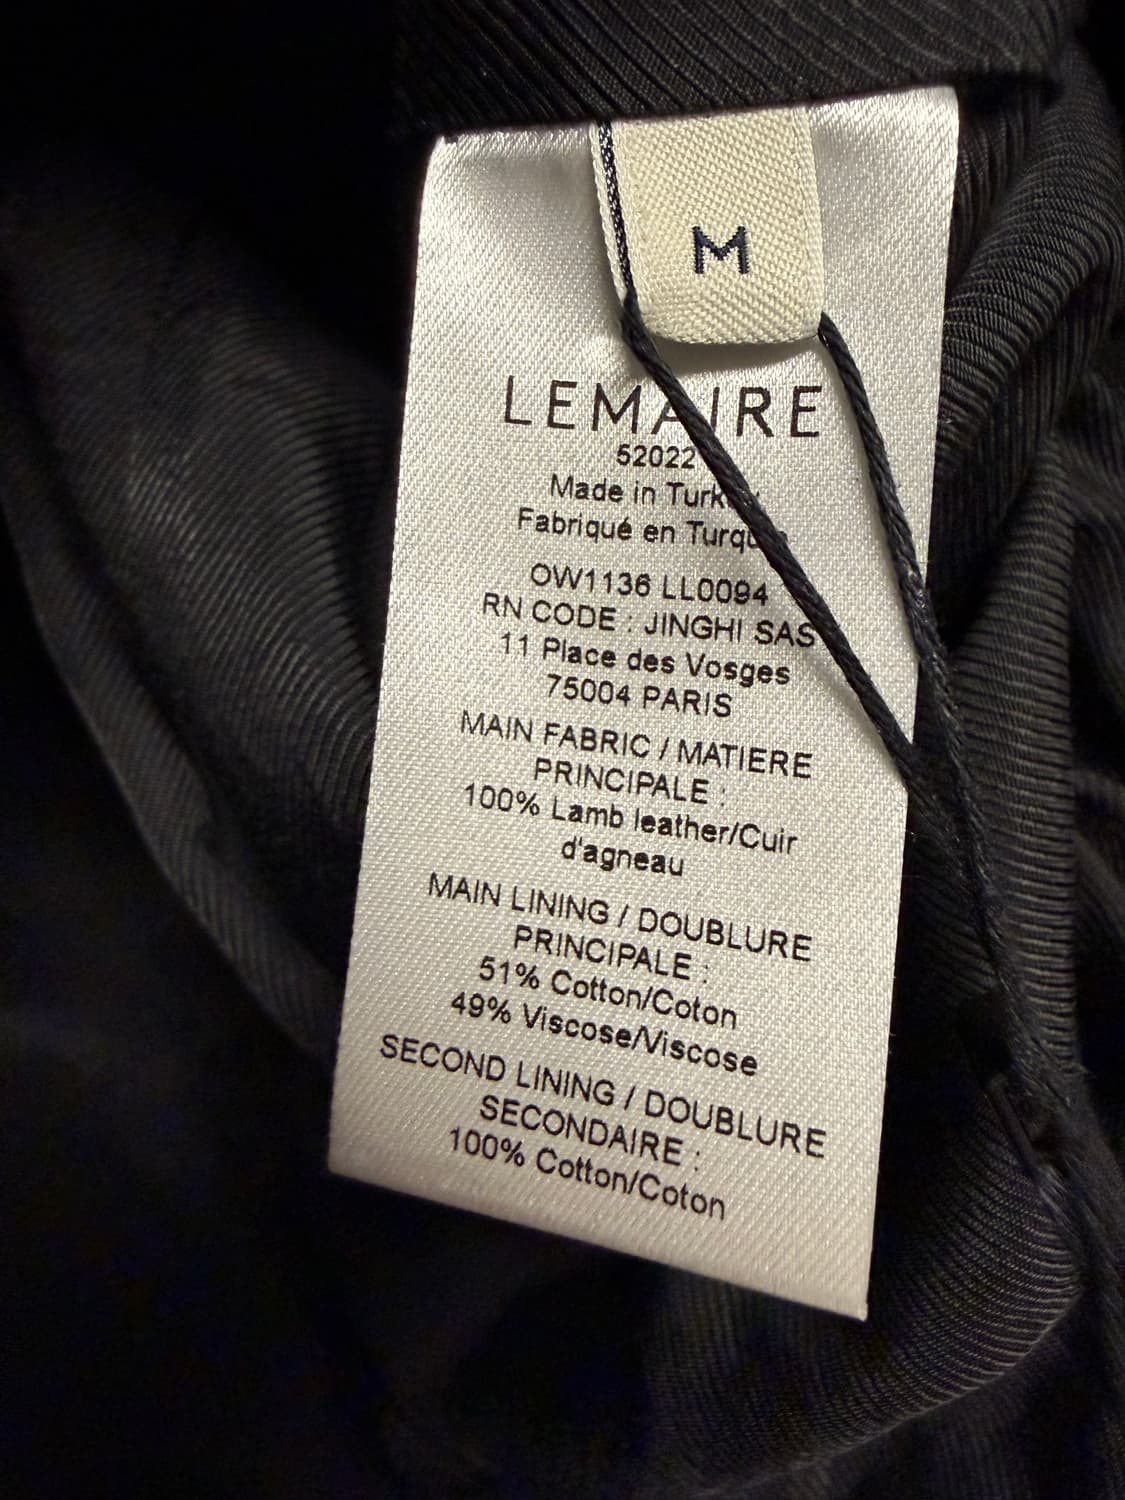 M
LEMAIRE
52022
Made in
Fabriqué en
OW1136 LL0094
RN CODE : JINGHI SAS
11 Place des Vosges
75004 PARIS
MAIN FABRIC / MATIERE
PRINCIPALE :
100% Lamb leather/Cuir
d'agneau
MAIN LINING / DOUBLURE
PRINCIPALE :
51% Cotton/Coton
49% Viscose/Viscose
SECOND LINING / DOUBLURE
SECONDAIRE :
100% Cotton/Coton